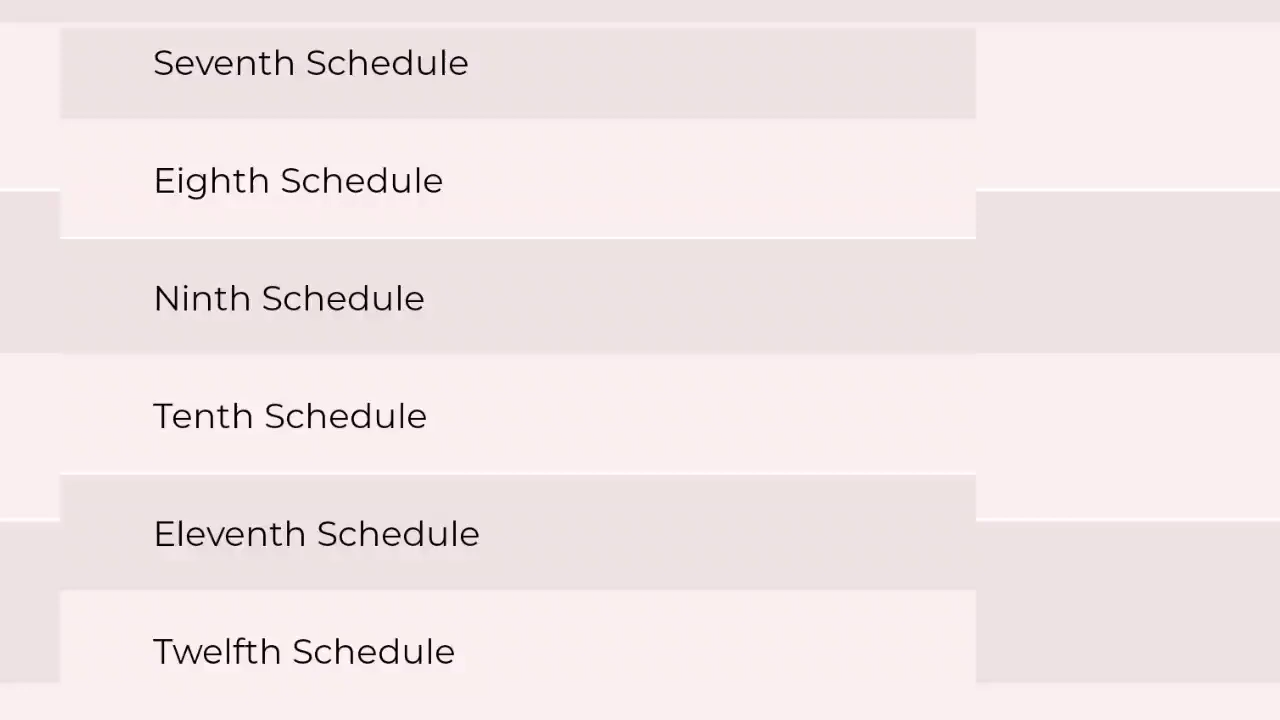 Seventh Schedule
Eighth Schedule
Ninth Schedule
Tenth Schedule
Eleventh Schedule
Twelfth Schedule